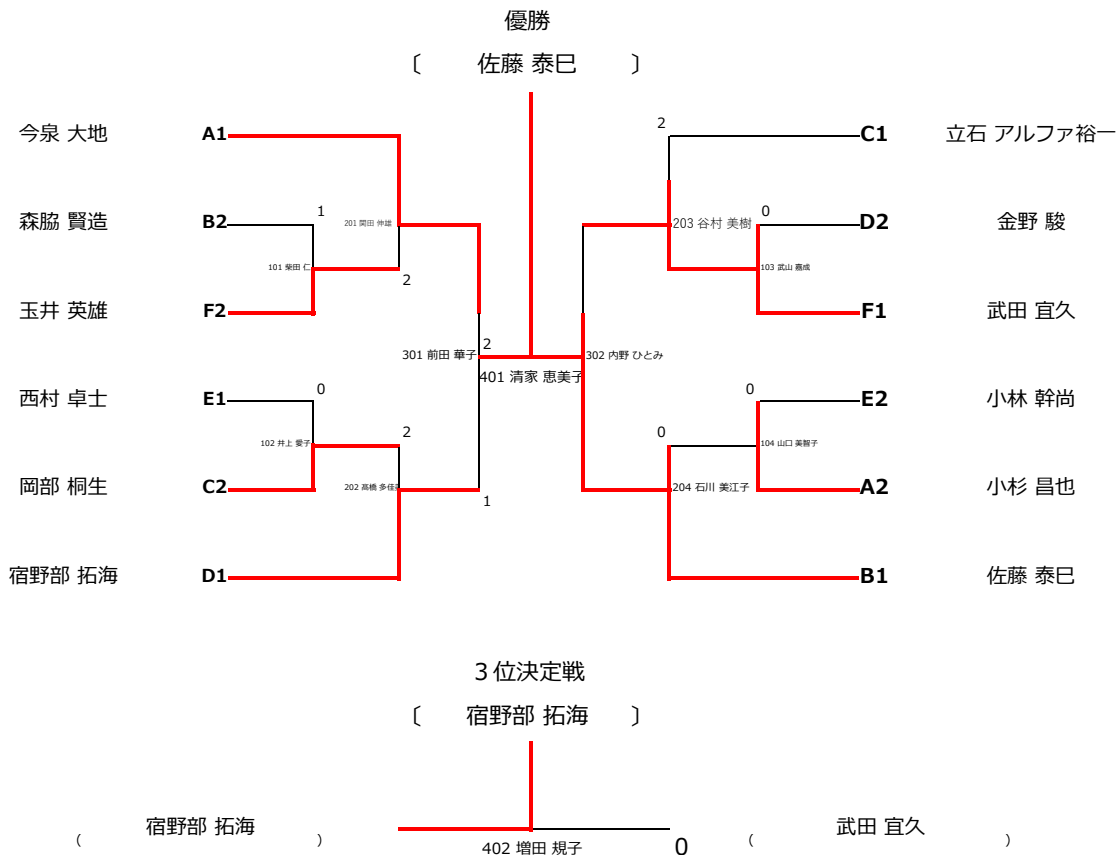 優勝
〔 佐藤 泰巳 〕
今泉 大地 A1 2 C1 立石 アルファ裕一
森脇 賢造 B2 1 201 関田 伸雄 203 谷村 美樹 0 D2 金野 駿
101 柴田 仁 2 103 武山 嘉成
玉井 英雄 F2 F1 武田 宜久
301 前田 華子 2 302 内野 ひとみ
401 清家 恵美子
西村 卓士 E1 0 0 E2 小林 幹尚
102 井上 愛子 2 0 104 山口 美智子
岡部 桐生 C2 202 高橋 多佳 1 204 石川 美江子 A2 小杉 昌也
宿野部 拓海 D1 B1 佐藤 泰巳
3位決定戦
〔 宿野部 拓海 〕
( 宿野部 拓海 ) 402 増田 規子 0 ( 武田 宜久 )